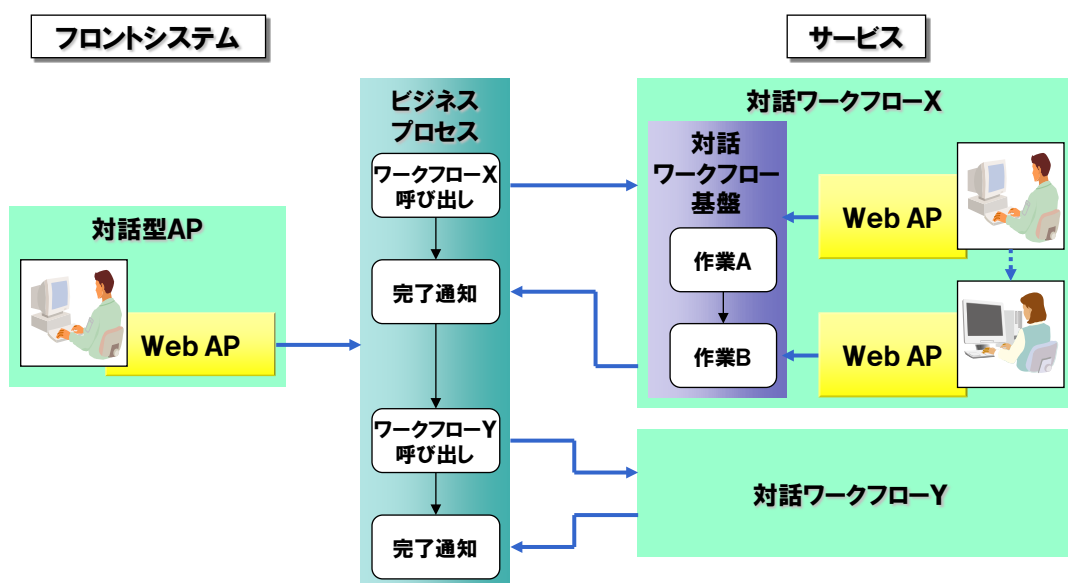 フロントシステム
サービス
対話型AP
Web AP
ビジネス
プロセス
ワークフローX
呼び出し
完了通知
ワークフローY
呼び出し
完了通知
対話ワークフローX
対話
ワークフロー
基盤
作業A
作業B
Web AP
Web AP
対話ワークフローY